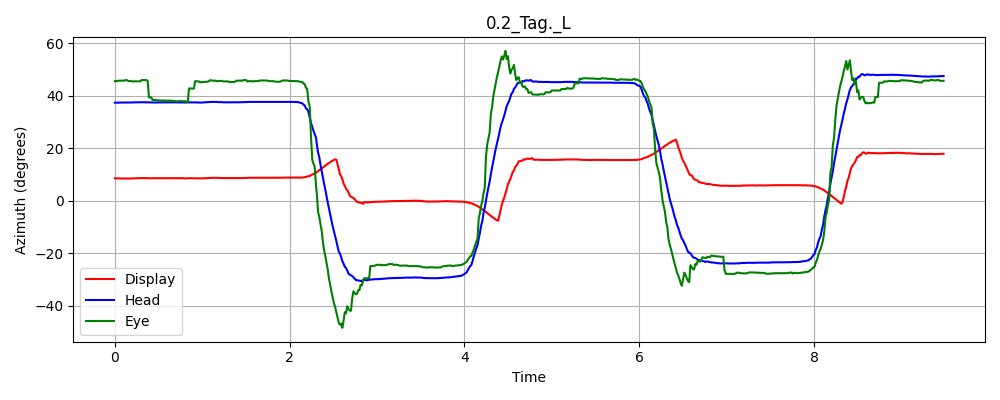 0.2_Tag._L
Azimuth (degrees)
60
40
20
0
−20
−40
Display
Head
Eye
0 2 4 6 8
Time